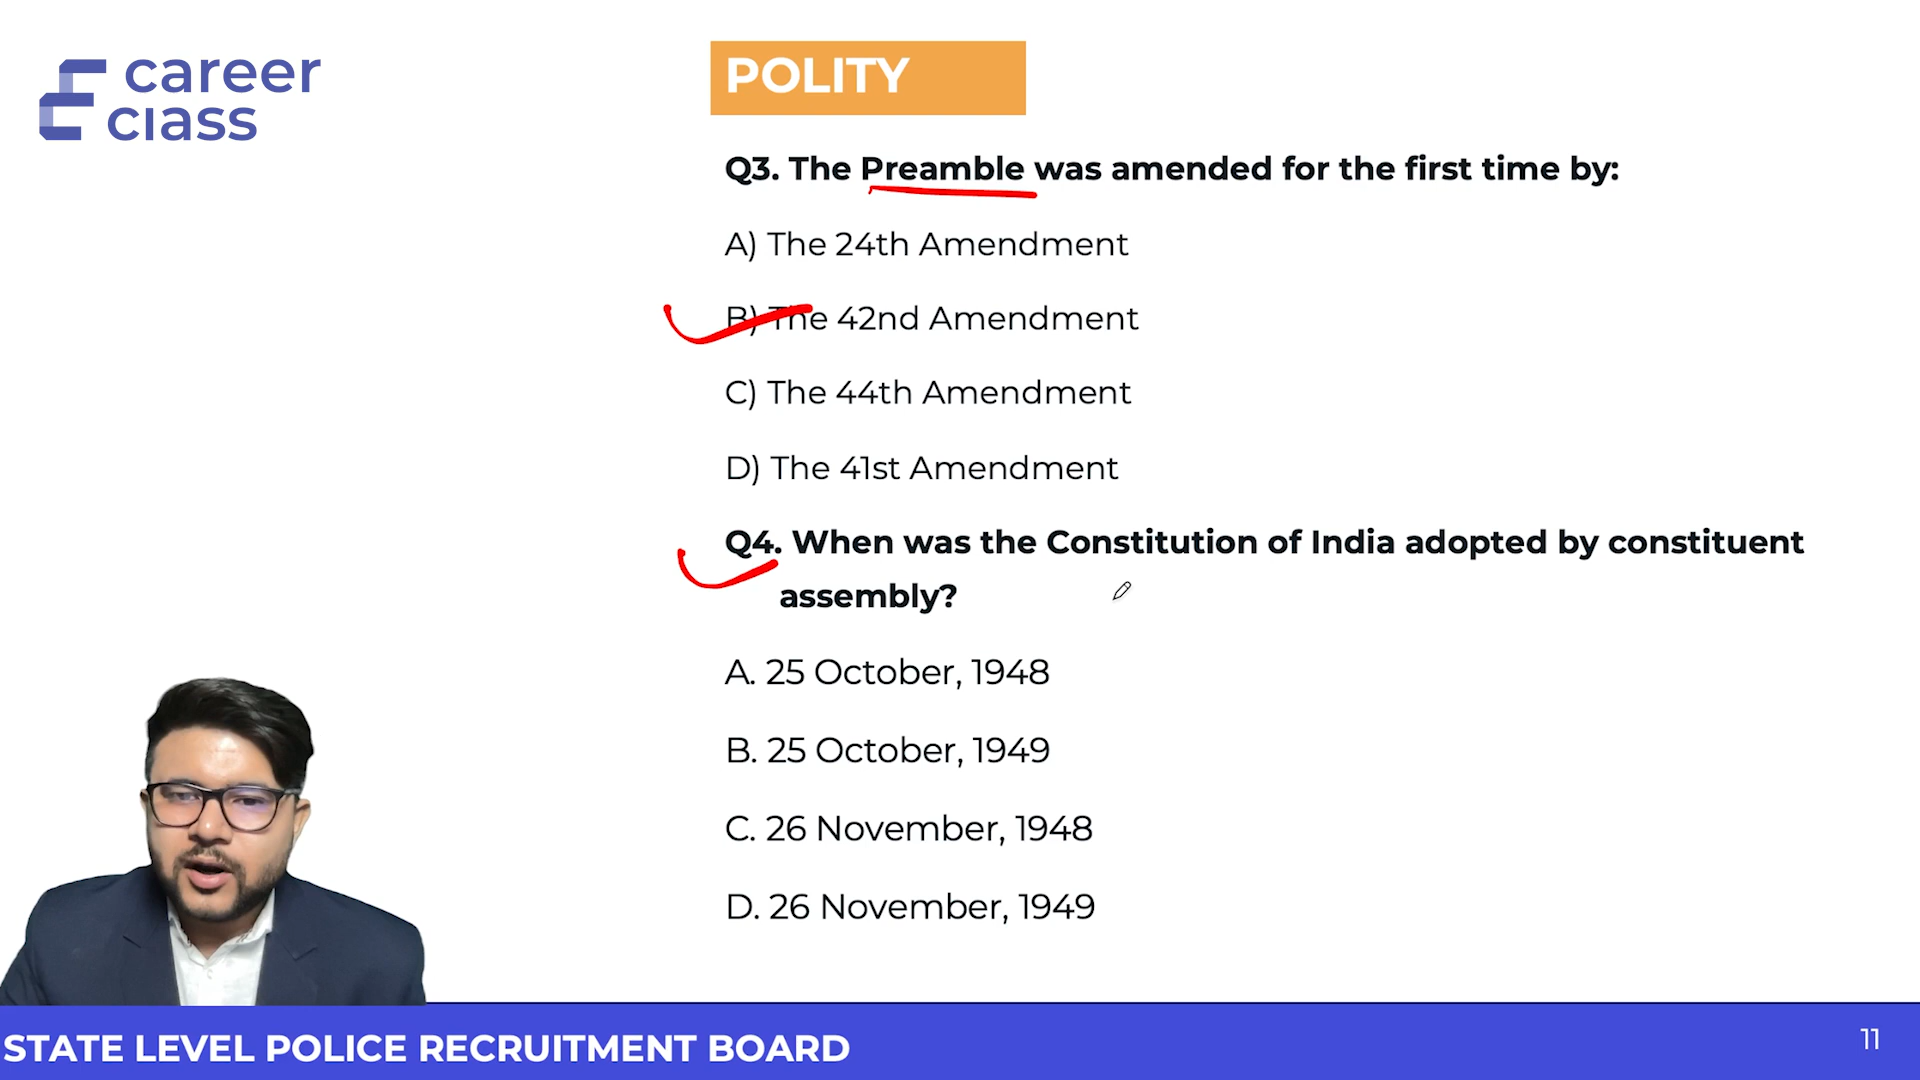 career
class
POLITY
Q3. The Preamble was amended for the first time by:
A) The 24th Amendment
B) The 42nd Amendment
C) The 44th Amendment
D) The 41st Amendment
Q4. When was the Constitution of India adopted by constituent
assembly?
A. 25 October, 1948
B. 25 October, 1949
C. 26 November, 1948
D. 26 November, 1949
STATE LEVEL POLICE RECRUITMENT BOARD
11